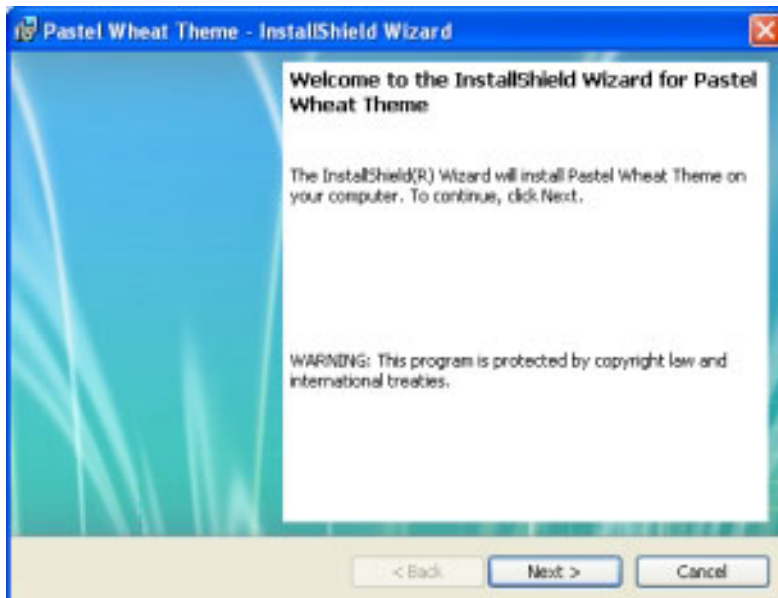 Pastel Wheat Theme - InstallShield Wizard
Welcome to the InstallShield Wizard for Pastel
Wheat Theme
The InstallShield(R) Wizard will install Pastel Wheat Theme on
your computer. To continue, click Next.
WARNING: This program is protected by copyright law and
international treaties.
< Back Next > Cancel